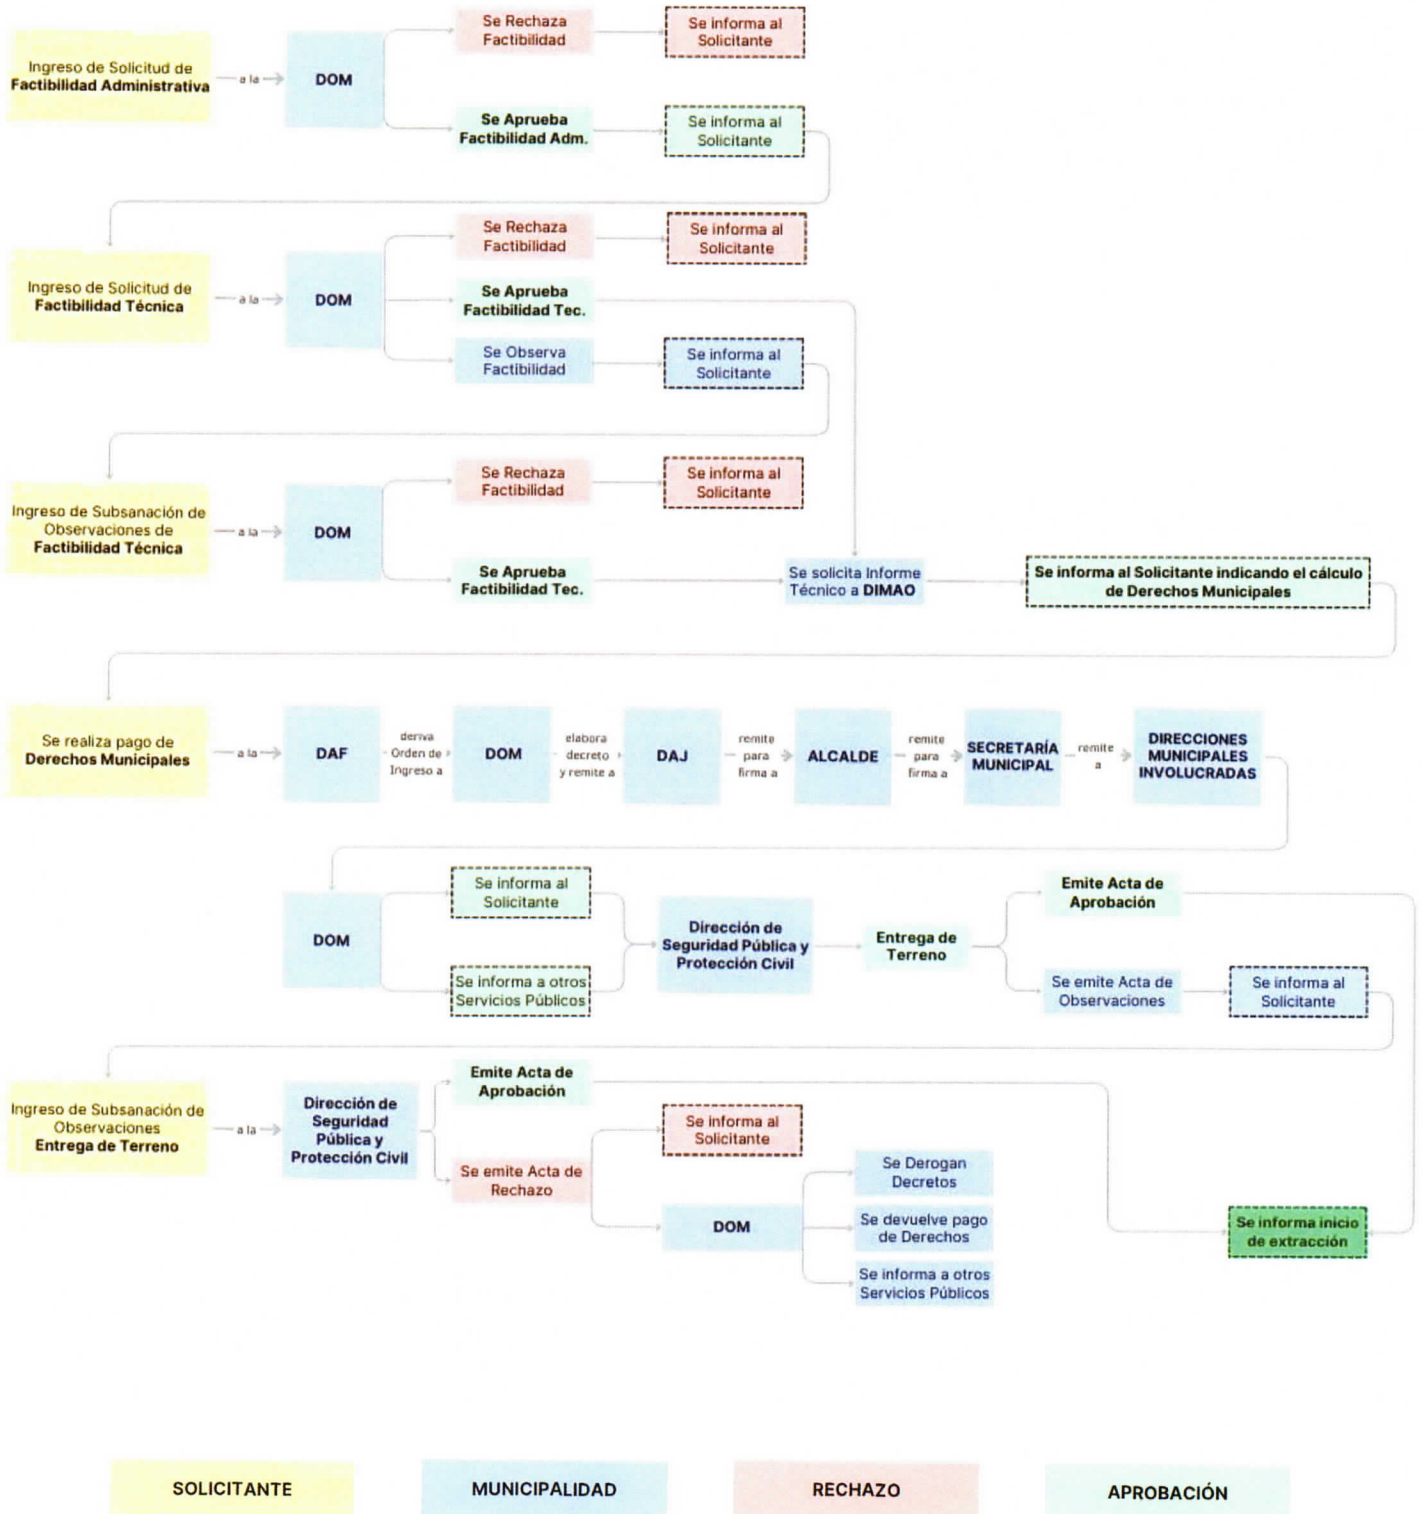 Se Rechaza
Factibilidad
Se informa al
Solicitante
Ingreso de Solicitud de
Factibilidad Administrativa
a la
DOM
Se Aprueba
Factibilidad Adm.
Se informa al
Solicitante
Se Rechaza
Factibilidad
Se informa al
Solicitante
Ingreso de Solicitud de
Factibilidad Técnica
a la
DOM
Se Aprueba
Factibilidad Tec.
Se Observa
Factibilidad
Se informa al
Solicitante
Se Rechaza
Factibilidad
Se informa al
Solicitante
Ingreso de Subsanación de
Observaciones de
Factibilidad Técnica
a la
DOM
Se Aprueba
Factibilidad Tec.
Se solicita Informe
Técnico a DIMAO
Se informa al Solicitante indicando el cálculo
de Derechos Municipales
Se realiza pago de
Derechos Municipales
a la
DAF
deriva
Orden de
Ingreso a
DOM
elabora
decreto
y remite a
DAJ
remite
para
firma a
ALCALDE
remite
para
firma a
SECRETARÍA
MUNICIPAL
remite
a
DIRECCIONES
MUNICIPALES
INVOLUCRADAS
DOM
Se informa al
Solicitante
Se informa a otros
Servicios Públicos
Dirección de
Seguridad Pública y
Protección Civil
Entrega de
Terreno
Emite Acta de
Aprobación
Se emite Acta de
Observaciones
Se informa al
Solicitante
Ingreso de Subsanación de
Observaciones
Entrega de Terreno
a la
Dirección de
Seguridad
Pública y
Protección Civil
Emite Acta de
Aprobación
Se emite Acta de
Rechazo
Se informa al
Solicitante
DOM
Se Derogan
Decretos
Se devuelve pago
de Derechos
Se informa a otros
Servicios Públicos
Se informa inicio
de extracción
SOLICITANTE
MUNICIPALIDAD
RECHAZO
APROBACIÓN